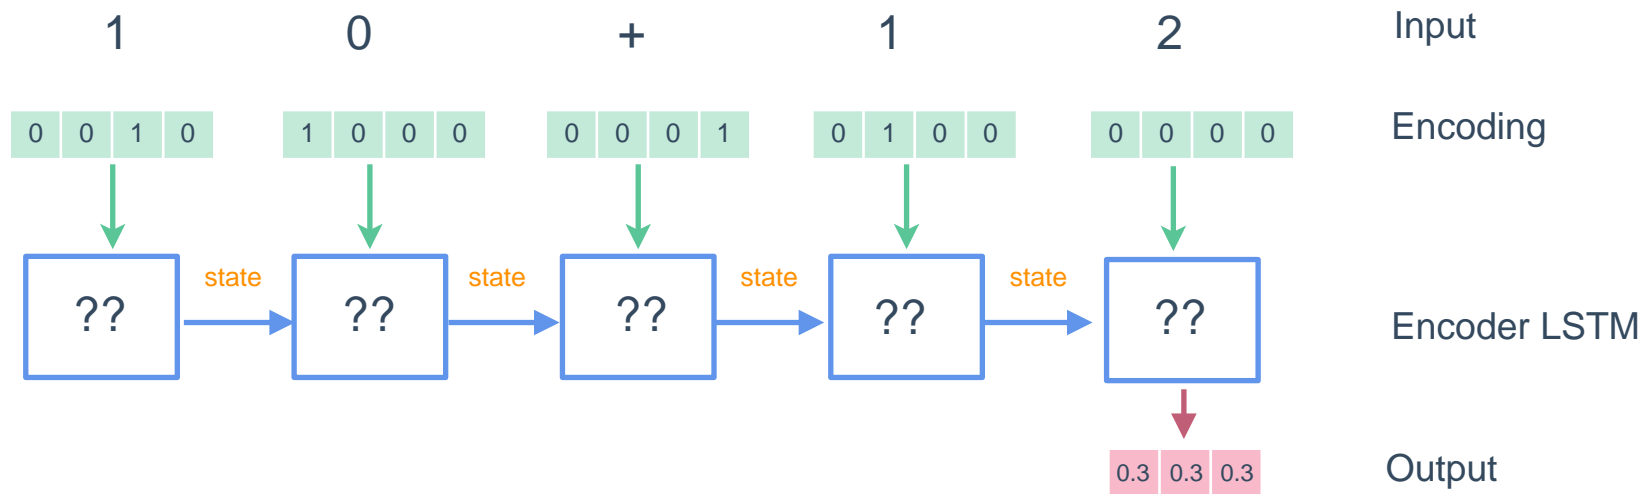 1 0 + 1 2 Input
0 0 1 0 1 0 0 0 0 0 0 1 0 1 0 0 0 0 0 0 Encoding
state state state state
?? ?? ?? ?? ?? Encoder LSTM
0.3 0.3 0.3 Output